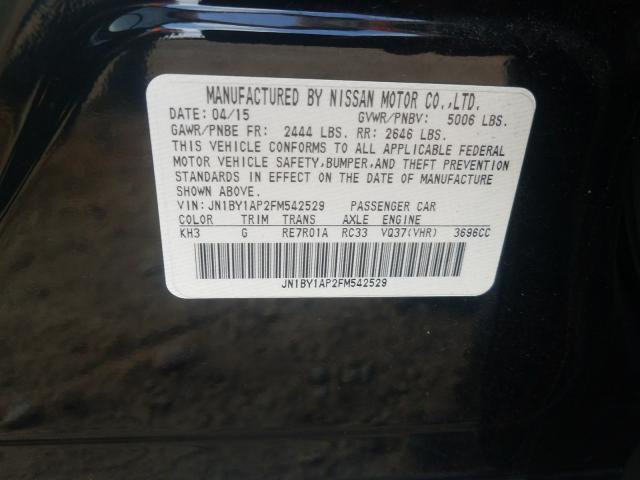 MANUFACTURED BY NISSAN MOTOR CO.,LTD.
DATE: 04/15 GVWR/PNBV: 5006 LBS.
GAWR/PNBE FR: 2444 LBS. RR: 2646 LBS.
THIS VEHICLE CONFORMS TO ALL APPLICABLE FEDERAL
MOTOR VEHICLE SAFETY,BUMPER,AND THEFT PREVENTION
STANDARDS IN EFFECT ON THE DATE OF MANUFACTURE
SHOWN ABOVE.
VIN: JN1BY1AP2FM542529 PASSENGER CAR
COLOR TRIM TRANS AXLE ENGINE
KH3 G RE7R01A RC33 VQ37(VHR) 3696CC
JN1BY1AP2FM542529